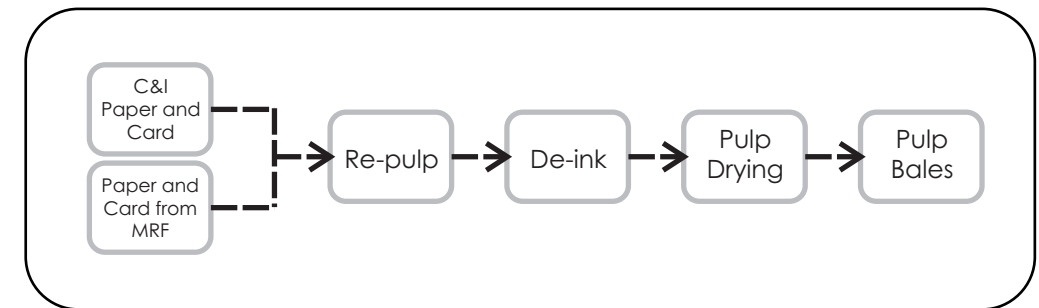 C&I
Paper and
Card
Paper and
Card from
MRF
Re-pulp
De-ink
Pulp
Drying
Pulp
Bales